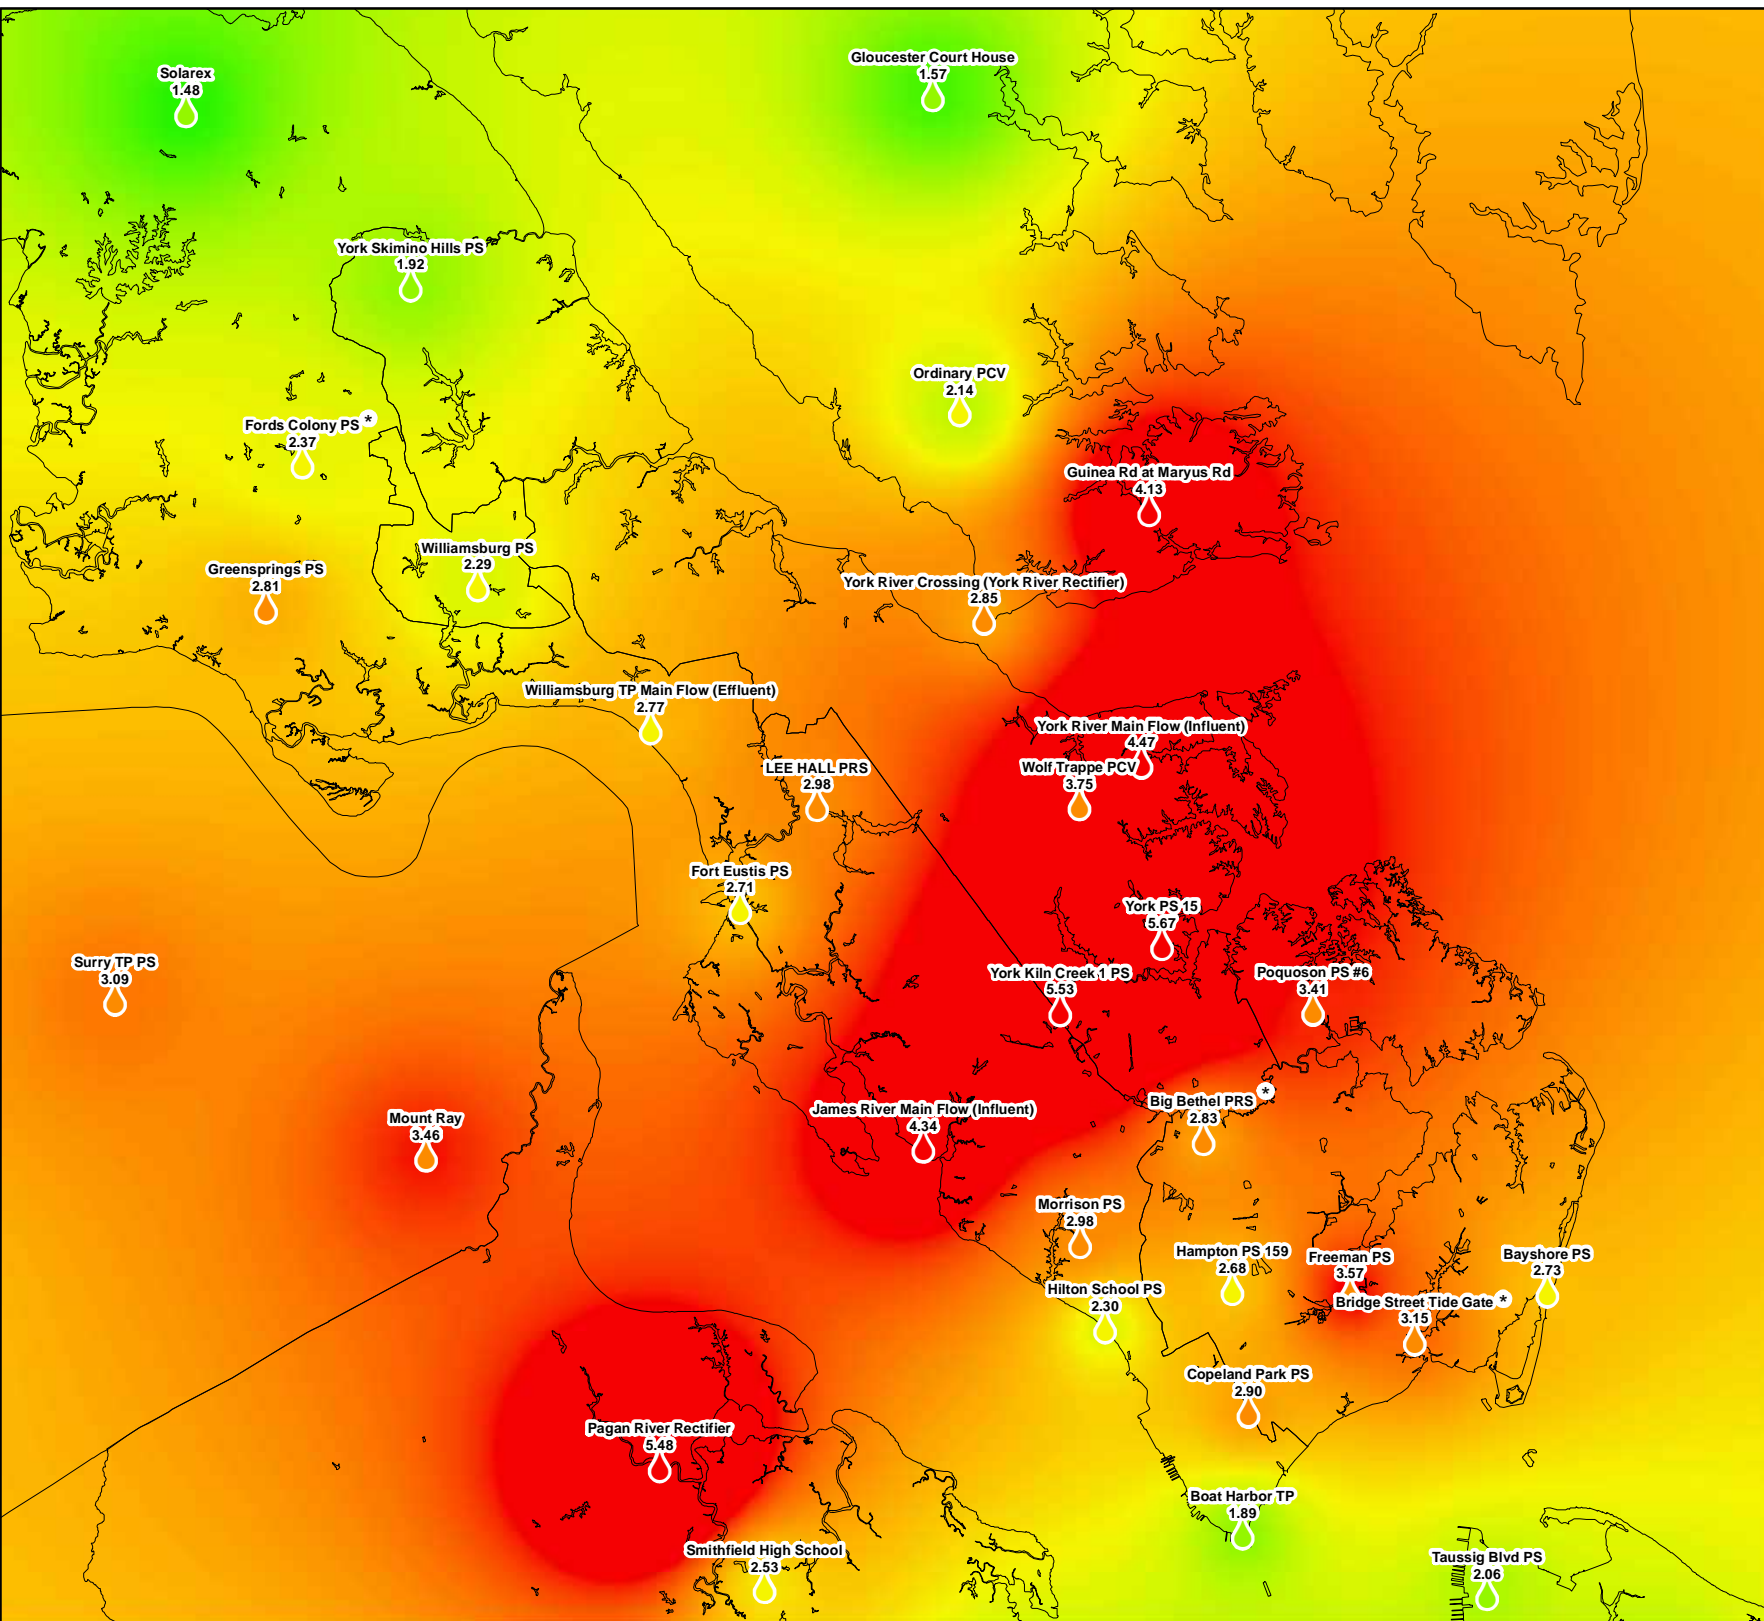 Gloucester Court House
1.57
Solarex
1.48
York Skimino Hills PS
1.92
Ordinary PCV
2.14
Fords Colony PS *
2.37
Guinea Rd at Maryus Rd
4.13
Williamsburg PS
2.29
Greensprings PS
2.81
York River Crossing (York River Rectifier)
2.85
Williamsburg TP Main Flow (Effluent)
2.77
York River Main Flow (Influent)
4.47
LEE HALL PRS
2.98
Wolf Trappe PCV
3.75
Fort Eustis PS
2.71
York PS 15
5.67
Surry TP PS
3.09
York Kiln Creek 1 PS
5.53
Poquoson PS #6
3.41
Big Bethel PRS *
2.83
James River Main Flow (Influent)
4.34
Mount Ray
3.46
Morrison PS
2.98
Hampton PS 159
2.68
Freeman PS
3.57
Bayshore PS
2.73
Hilton School PS
2.30
Bridge Street Tide Gate *
3.15
Copeland Park PS
2.90
Pagan River Rectifier
5.48
Boat Harbor TP
1.89
Smithfield High School
2.53
Taussig Blvd PS
2.06